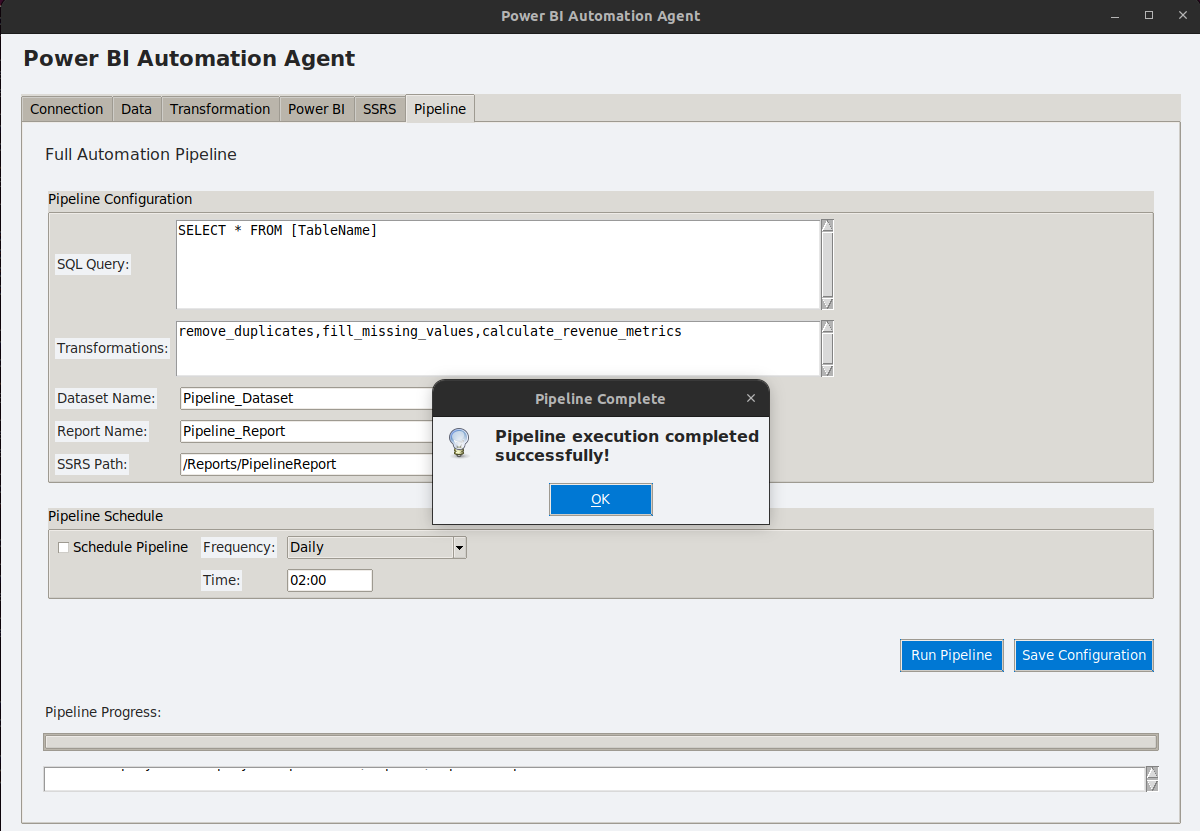 Power BI Automation Agent
Power BI Automation Agent
Connection Data Transformation Power BI SSRS Pipeline
Full Automation Pipeline
Pipeline Configuration
SQL Query:
SELECT * FROM [TableName]
Transformations:
remove_duplicates,fill_missing_values,calculate_revenue_metrics
Dataset Name:
Pipeline_Dataset
Report Name:
Pipeline_Report
SSRS Path:
/Reports/PipelineReport
Pipeline Complete
Pipeline execution completed
successfully!
OK
Pipeline Schedule
Schedule Pipeline Frequency: Daily
Time: 02:00
Run Pipeline Save Configuration
Pipeline Progress: